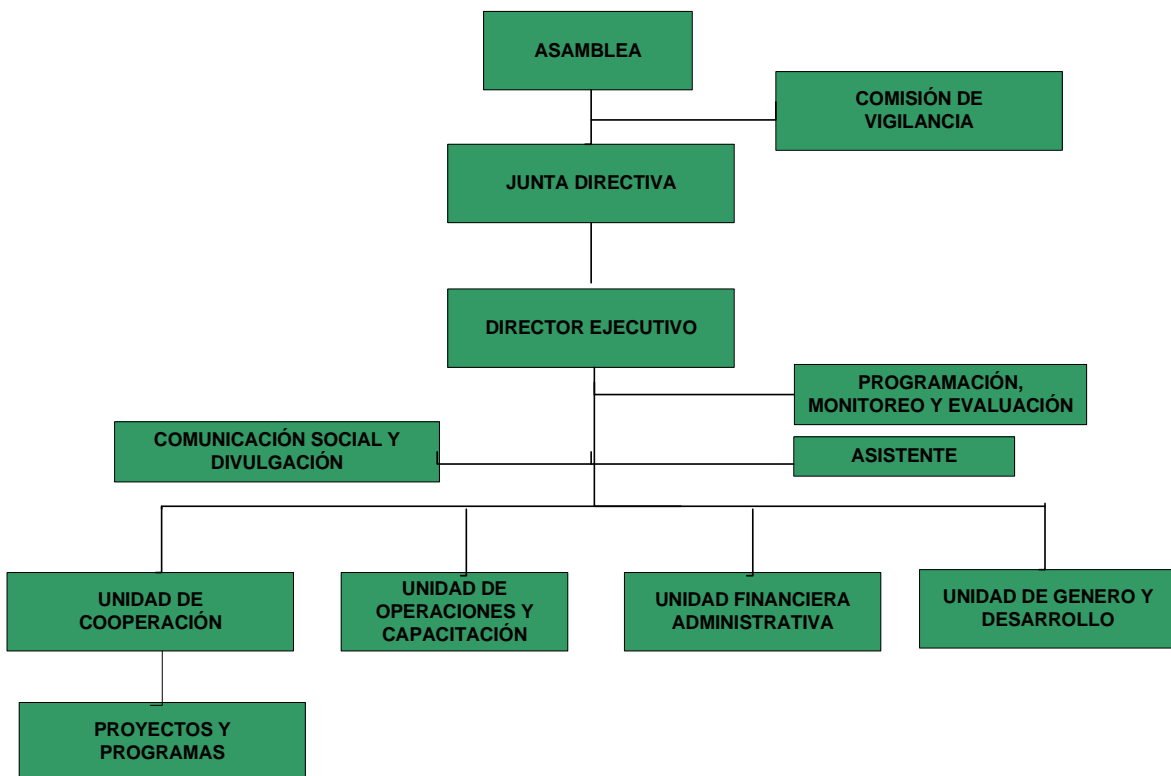 ASAMBLEA
COMISIÓN DE
VIGILANCIA
JUNTA DIRECTIVA
DIRECTOR EJECUTIVO
PROGRAMACIÓN,
MONITOREO Y EVALUACIÓN
COMUNICACIÓN SOCIAL Y
DIVULGACIÓN
ASISTENTE
UNIDAD DE
COOPERACIÓN
UNIDAD DE
OPERACIONES Y
CAPACITACIÓN
UNIDAD FINANCIERA
ADMINISTRATIVA
UNIDAD DE GENERO Y
DESARROLLO
PROYECTOS Y
PROGRAMAS